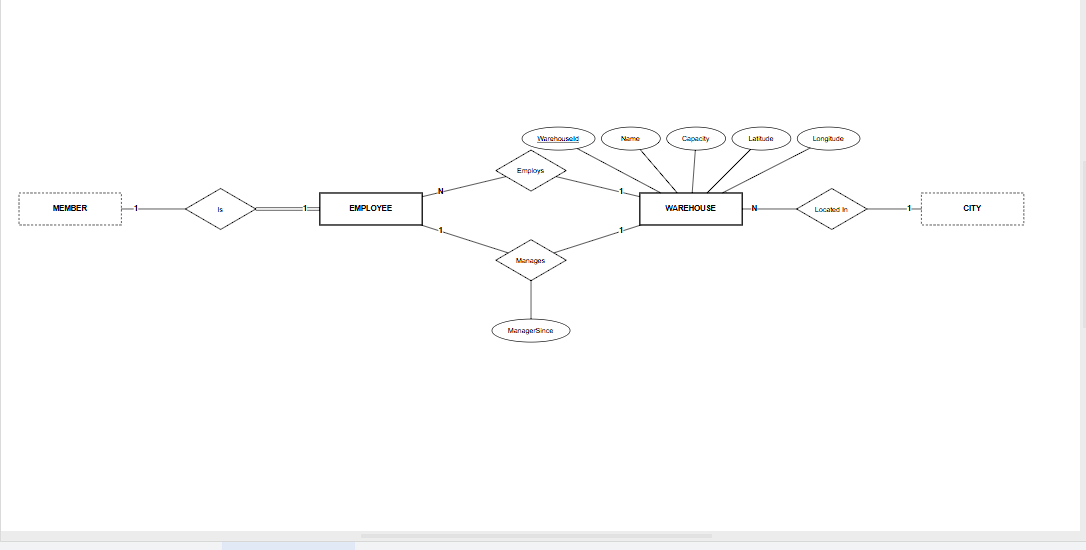 WarehouseId
Name
Capacity
Latitude
Longitude
Employs
N
1
MEMBER
1
Is
1
EMPLOYEE
WAREHOUSE
N
Located In
1
CITY
1
1
Manages
ManagerSince